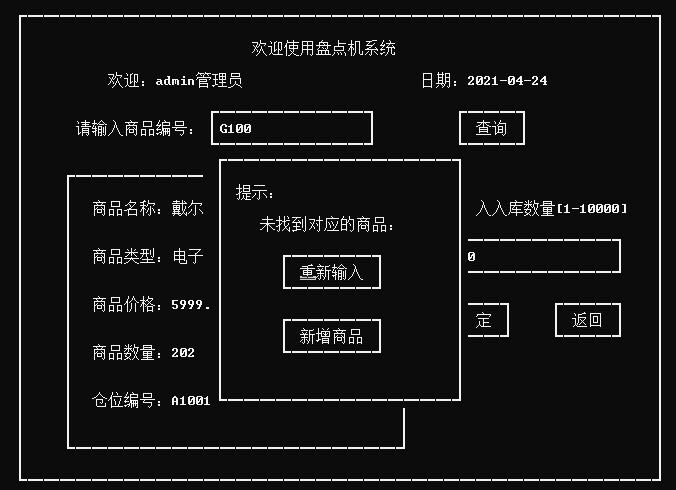 欢迎使用盘点机系统
欢迎：admin管理员 日期：2021-04-24
请输入商品编号： G100 查询
提示：
商品名称：戴尔 入入库数量[1-10000]
未找到对应的商品：
商品类型：电子 0
重新输入
商品价格：5999.
定 返回
新增商品
商品数量：202
仓位编号：A1001